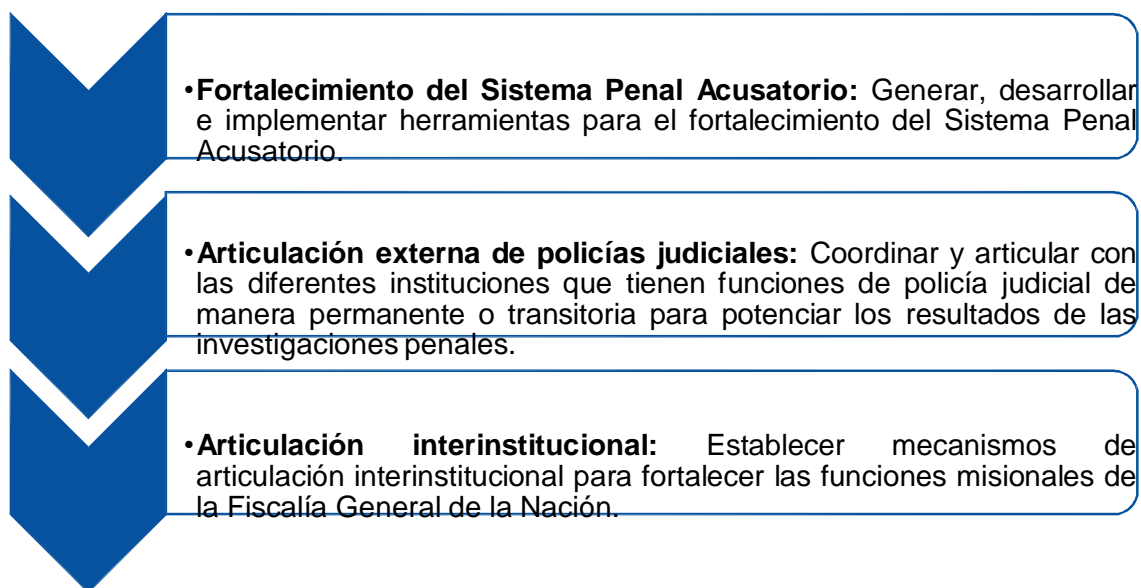 •Fortalecimiento del Sistema Penal Acusatorio: Generar, desarrollar
e implementar herramientas para el fortalecimiento del Sistema Penal
Acusatorio.
•Articulación externa de policías judiciales: Coordinar y articular con
las diferentes instituciones que tienen funciones de policía judicial de
manera permanente o transitoria para potenciar los resultados de las
investigaciones penales.
•Articulación interinstitucional: Establecer mecanismos de
articulación interinstitucional para fortalecer las funciones misionales de
la Fiscalía General de la Nación.